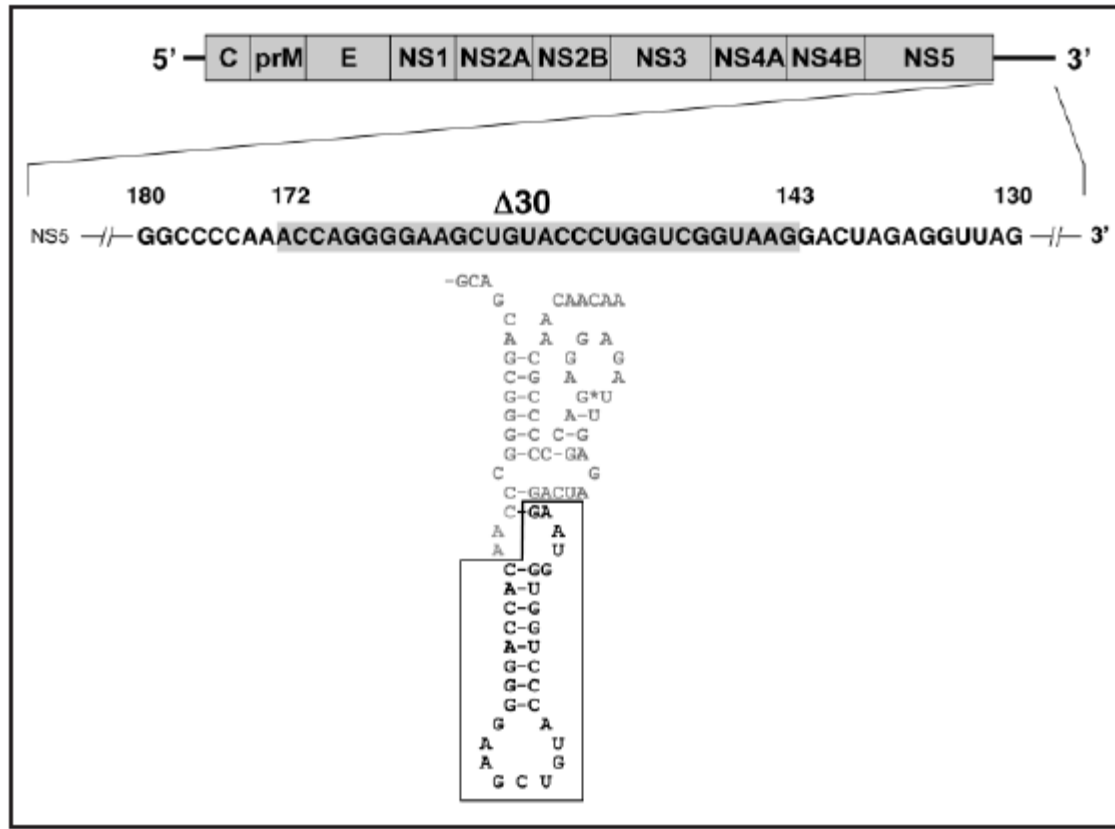 5' C prM E NS1 NS2A NS2B NS3 NS4A NS4B NS5 3'
180 172 Δ30 143 130
NS5 —//— GGCCCCAAACCAGGGGAAGCUGUACCCUGGUCGGUAAGGACUAGAGGUUAG —//— 3'
-GCA
G CAACAA
C A
A A G A
G-C G G
C-G A A
G-C G*U
G-C A-U
G-C C-G
G-CC-GA
C G
C-GACUA
C-GA
A A
A U
C-GG
A-U
C-G
C-G
A-U
G-C
G-C
G-C
G A
A U
A G
G C U